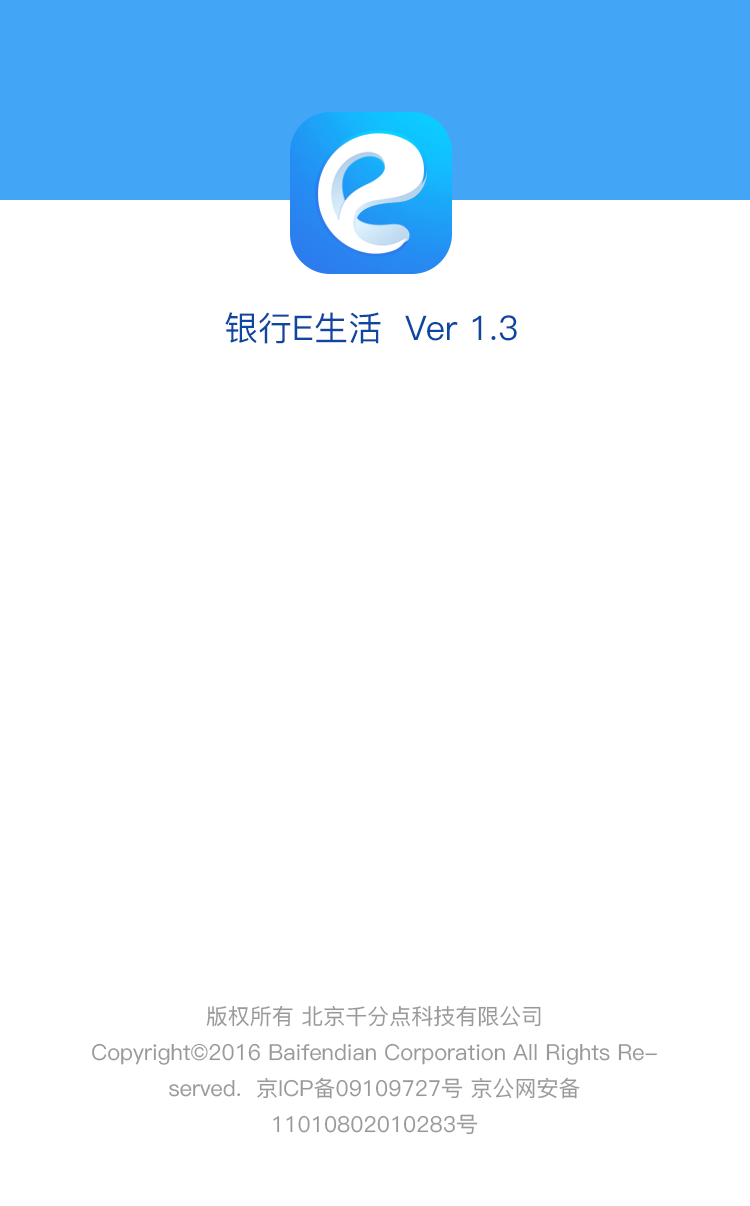 银行E生活 Ver 1.3
版权所有 北京千分点科技有限公司
Copyright©2016 Baifendian Corporation All Rights Re–
served. 京ICP备09109727号 京公网安备
11010802010283号